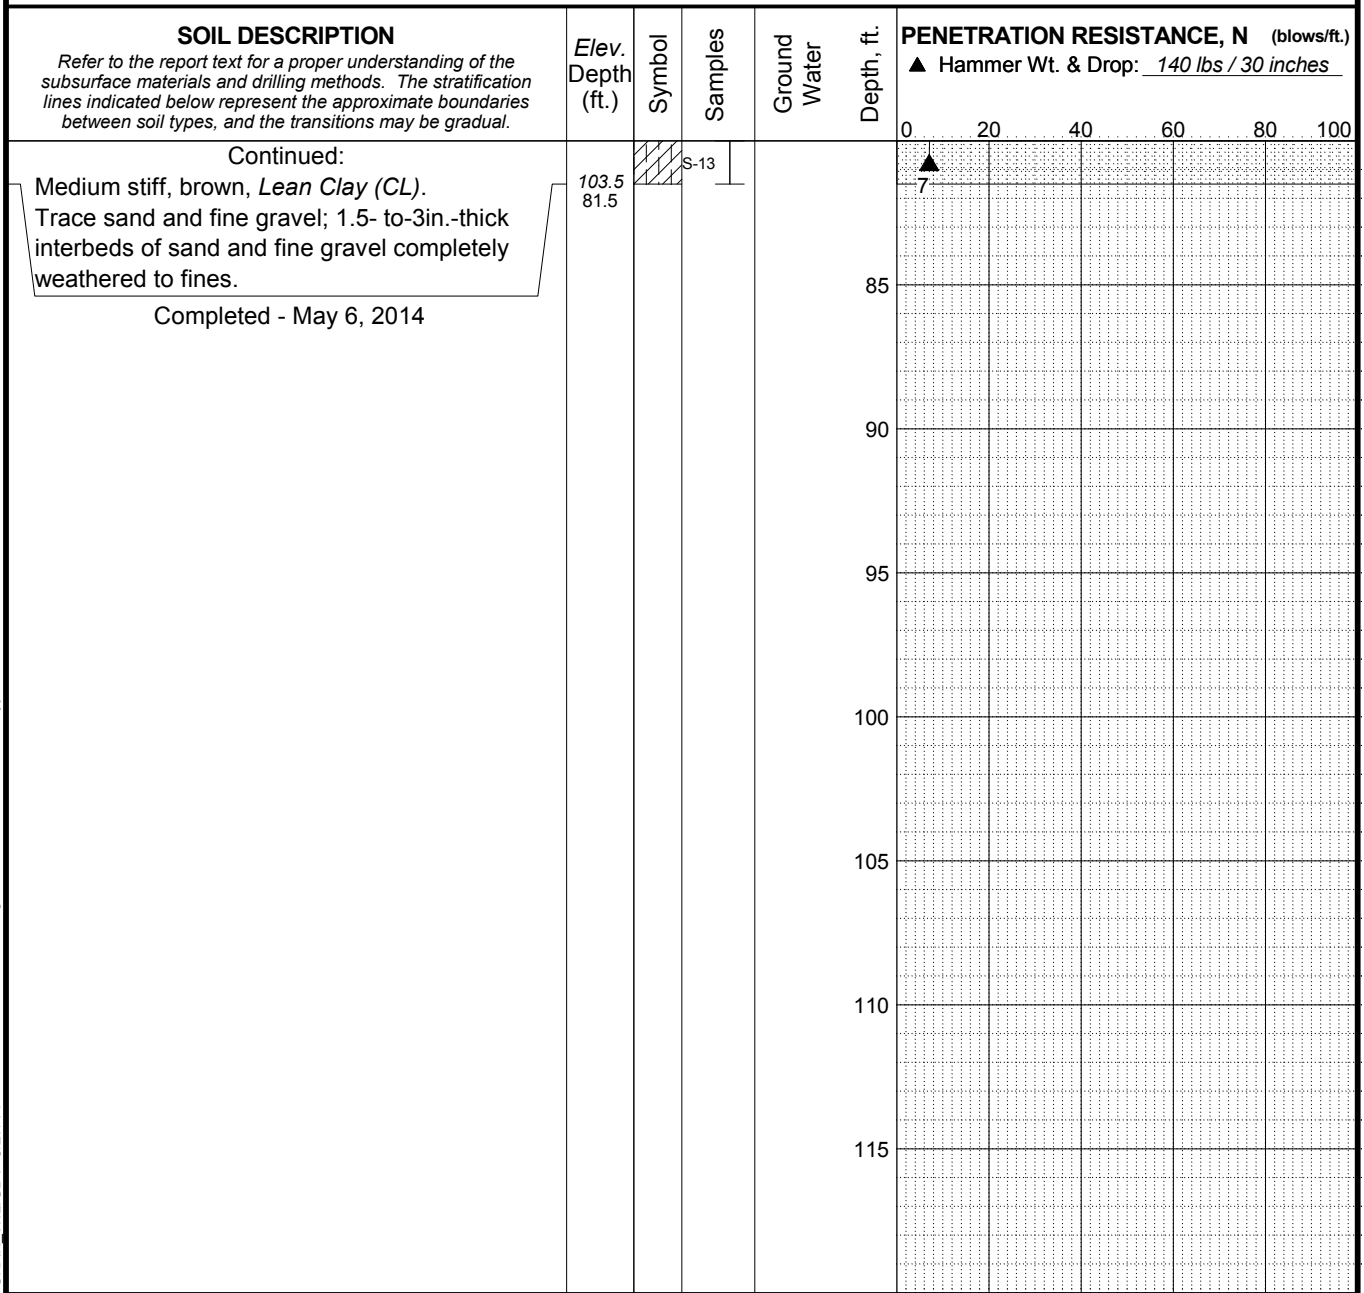 SOIL DESCRIPTION
Refer to the report text for a proper understanding of the
subsurface materials and drilling methods. The stratification
lines indicated below represent the approximate boundaries
between soil types, and the transitions may be gradual.
Elev.
Depth
(ft.)
Symbol
Samples
Ground
Water
Depth, ft.
PENETRATION RESISTANCE, N (blows/ft.)
▲ Hammer Wt. & Drop: 140 lbs / 30 inches
0 20 40 60 80 100
Continued:
Medium stiff, brown, Lean Clay (CL).
Trace sand and fine gravel; 1.5- to-3in.-thick
interbeds of sand and fine gravel completely
weathered to fines.
Completed - May 6, 2014
103.5
81.5
S-13
7
85
90
95
100
105
110
115